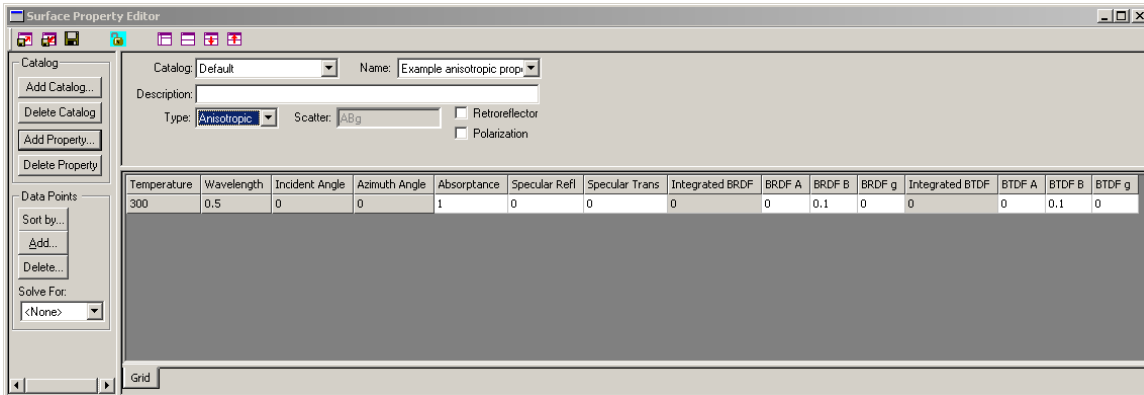 Surface Property Editor
Catalog
Add Catalog...
Delete Catalog
Add Property...
Delete Property
Data Points
Sort by...
Add...
Delete...
Solve For:
<None>
Catalog: Default Name: Example anisotropic prop
Description:
Type: Anisotropic Scatter: ABg Retroreflector
Polarization
Temperature Wavelength Incident Angle Azimuth Angle Absorptance Specular Refl Specular Trans Integrated BRDF BRDF A BRDF B BRDF g Integrated BTDF BTDF A BTDF B BTDF g
300 0.5 0 0 1 0 0 0 0 0.1 0 0 0 0.1 0
Grid